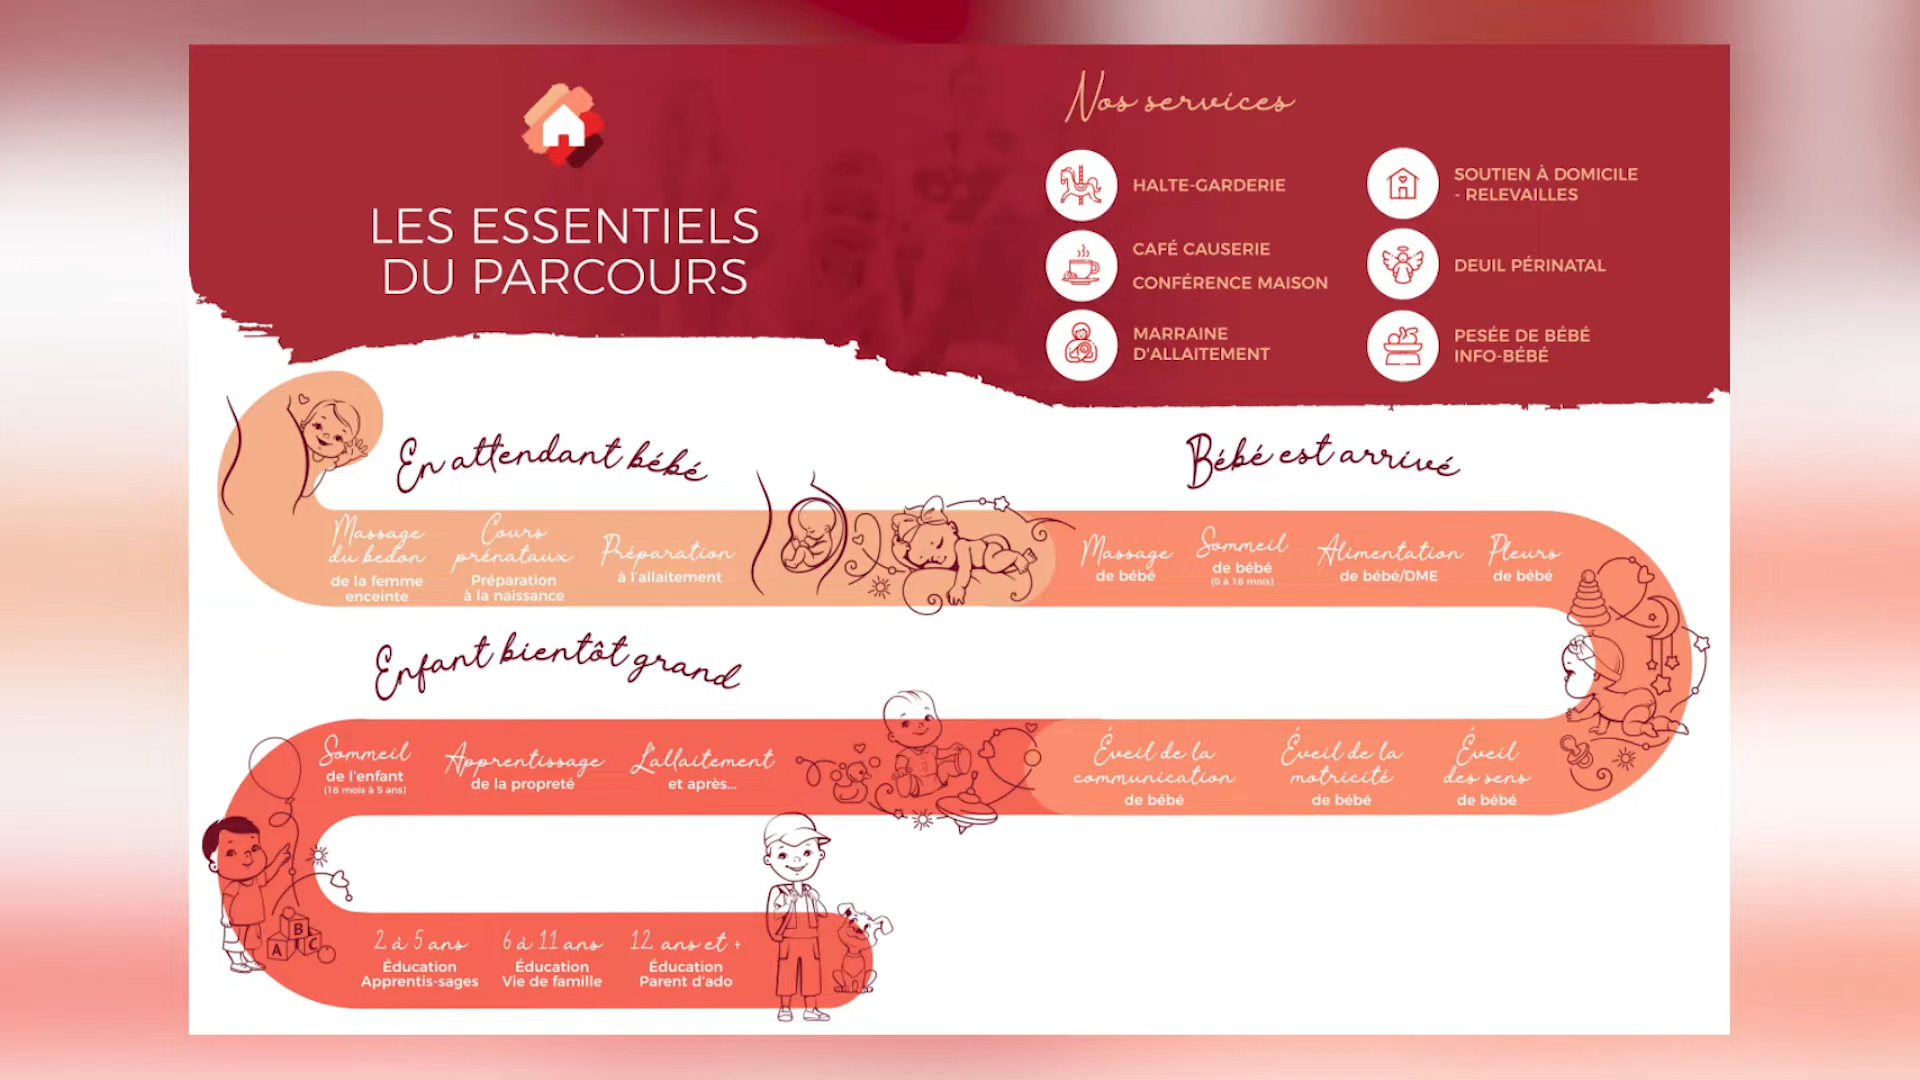 LES ESSENTIELS
DU PARCOURS
Nos services
HALTE-GARDERIE
CAFÉ CAUSERIE
CONFÉRENCE MAISON
MARRAINE
D'ALLAITEMENT
SOUTIEN À DOMICILE
- RELEVAILLES
DEUIL PÉRINATAL
PESÉE DE BÉBÉ
INFO-BÉBÉ
En attendant bébé
Massage
du bedon
de la femme
enceinte
Cours
prénataux
Préparation
à la naissance
Préparation
à l'allaitement
Bébé est arrivé
Massage
de bébé
Sommeil
de bébé
(0 à 18 mois)
Alimentation
de bébé/DME
Pleurs
de bébé
Éveil de la
communication
de bébé
Éveil de la
motricité
de bébé
Éveil
des sens
de bébé
Enfant bientôt grand
Sommeil
de l'enfant
(18 mois à 5 ans)
Apprentissage
de la propreté
L'allaitement
et après...
A
B
C
2 à 5 ans
Éducation
Apprentis-sages
6 à 11 ans
Éducation
Vie de famille
12 ans et +
Éducation
Parent d'ado